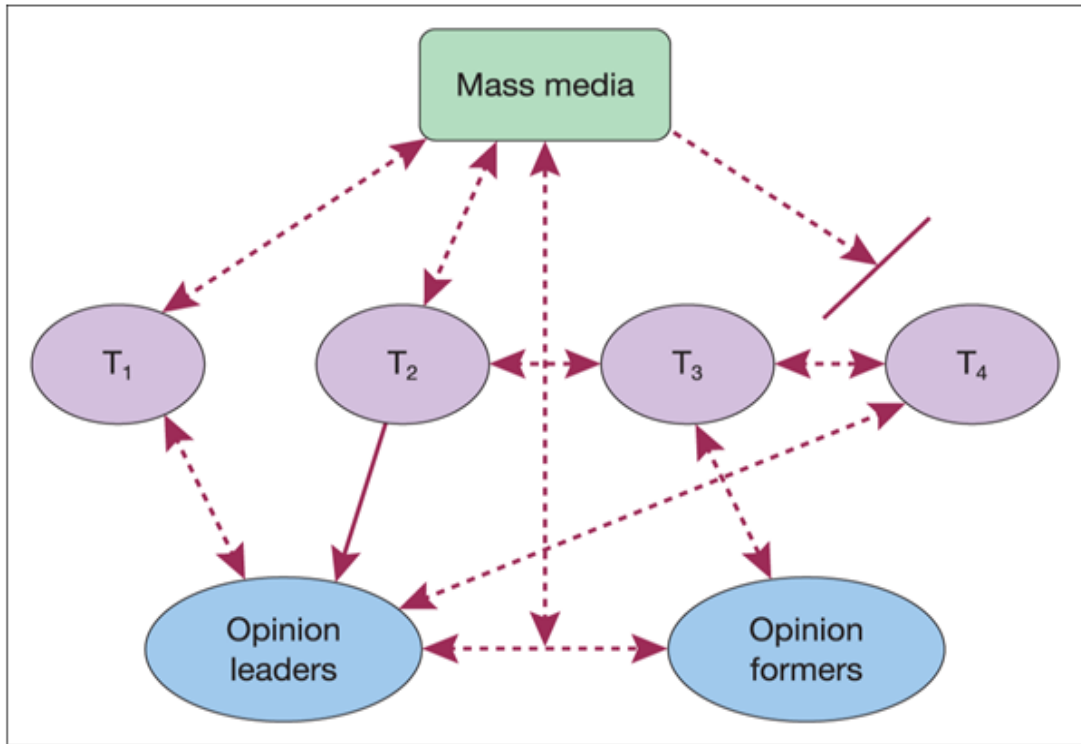 Mass media
T₁
T₂
T₃
T₄
Opinion
leaders
Opinion
formers